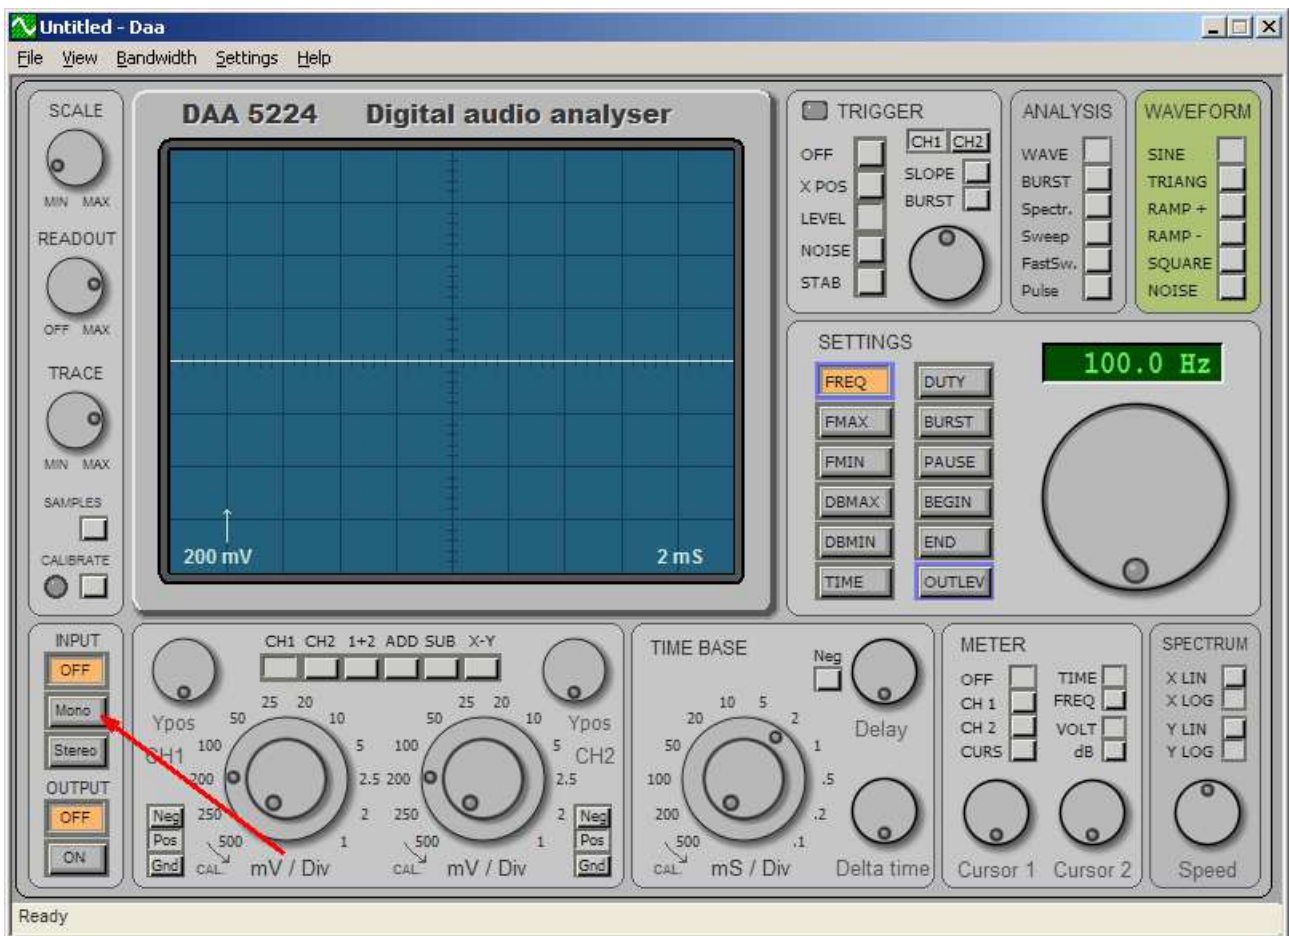 Untitled - Daa
File View Bandwidth Settings Help
SCALE
MIN MAX
READOUT
OFF MAX
TRACE
MIN MAX
SAMPLES
CALIBRATE
DAA 5224 Digital audio analyser
200 mV 2 mS
TRIGGER
CH1 CH2
OFF
X POS
LEVEL
NOISE
STAB
SLOPE
BURST
ANALYSIS
WAVE
BURST
Spectr.
Sweep
FastSw.
Pulse
WAVEFORM
SINE
TRIANG
RAMP +
RAMP -
SQUARE
NOISE
SETTINGS
FREQ DUTY
FMAX BURST
FMIN PAUSE
DBMAX BEGIN
DBMIN END
TIME OUTLEV
100.0 Hz
INPUT
OFF
Mono
Stereo
OUTPUT
OFF
ON
CH1 CH2 1+2 ADD SUB X-Y
Ypos
CH1
500 250 200 100 50 25 20 10 5 2.5 2 1
Neg
Pos
Gnd
CAL
mV / Div
Ypos
CH2
500 250 200 100 50 25 20 10 5 2.5 2 1
Neg
Pos
Gnd
CAL
mV / Div
TIME BASE
500 200 100 50 20 10 5 2 1 .5 .2 .1
CAL
mS / Div
Neg
Delay
Delta time
METER
OFF
CH 1
CH 2
CURS
TIME
FREQ
VOLT
dB
Cursor 1 Cursor 2
SPECTRUM
X LIN
X LOG
Y LIN
Y LOG
Speed
Ready